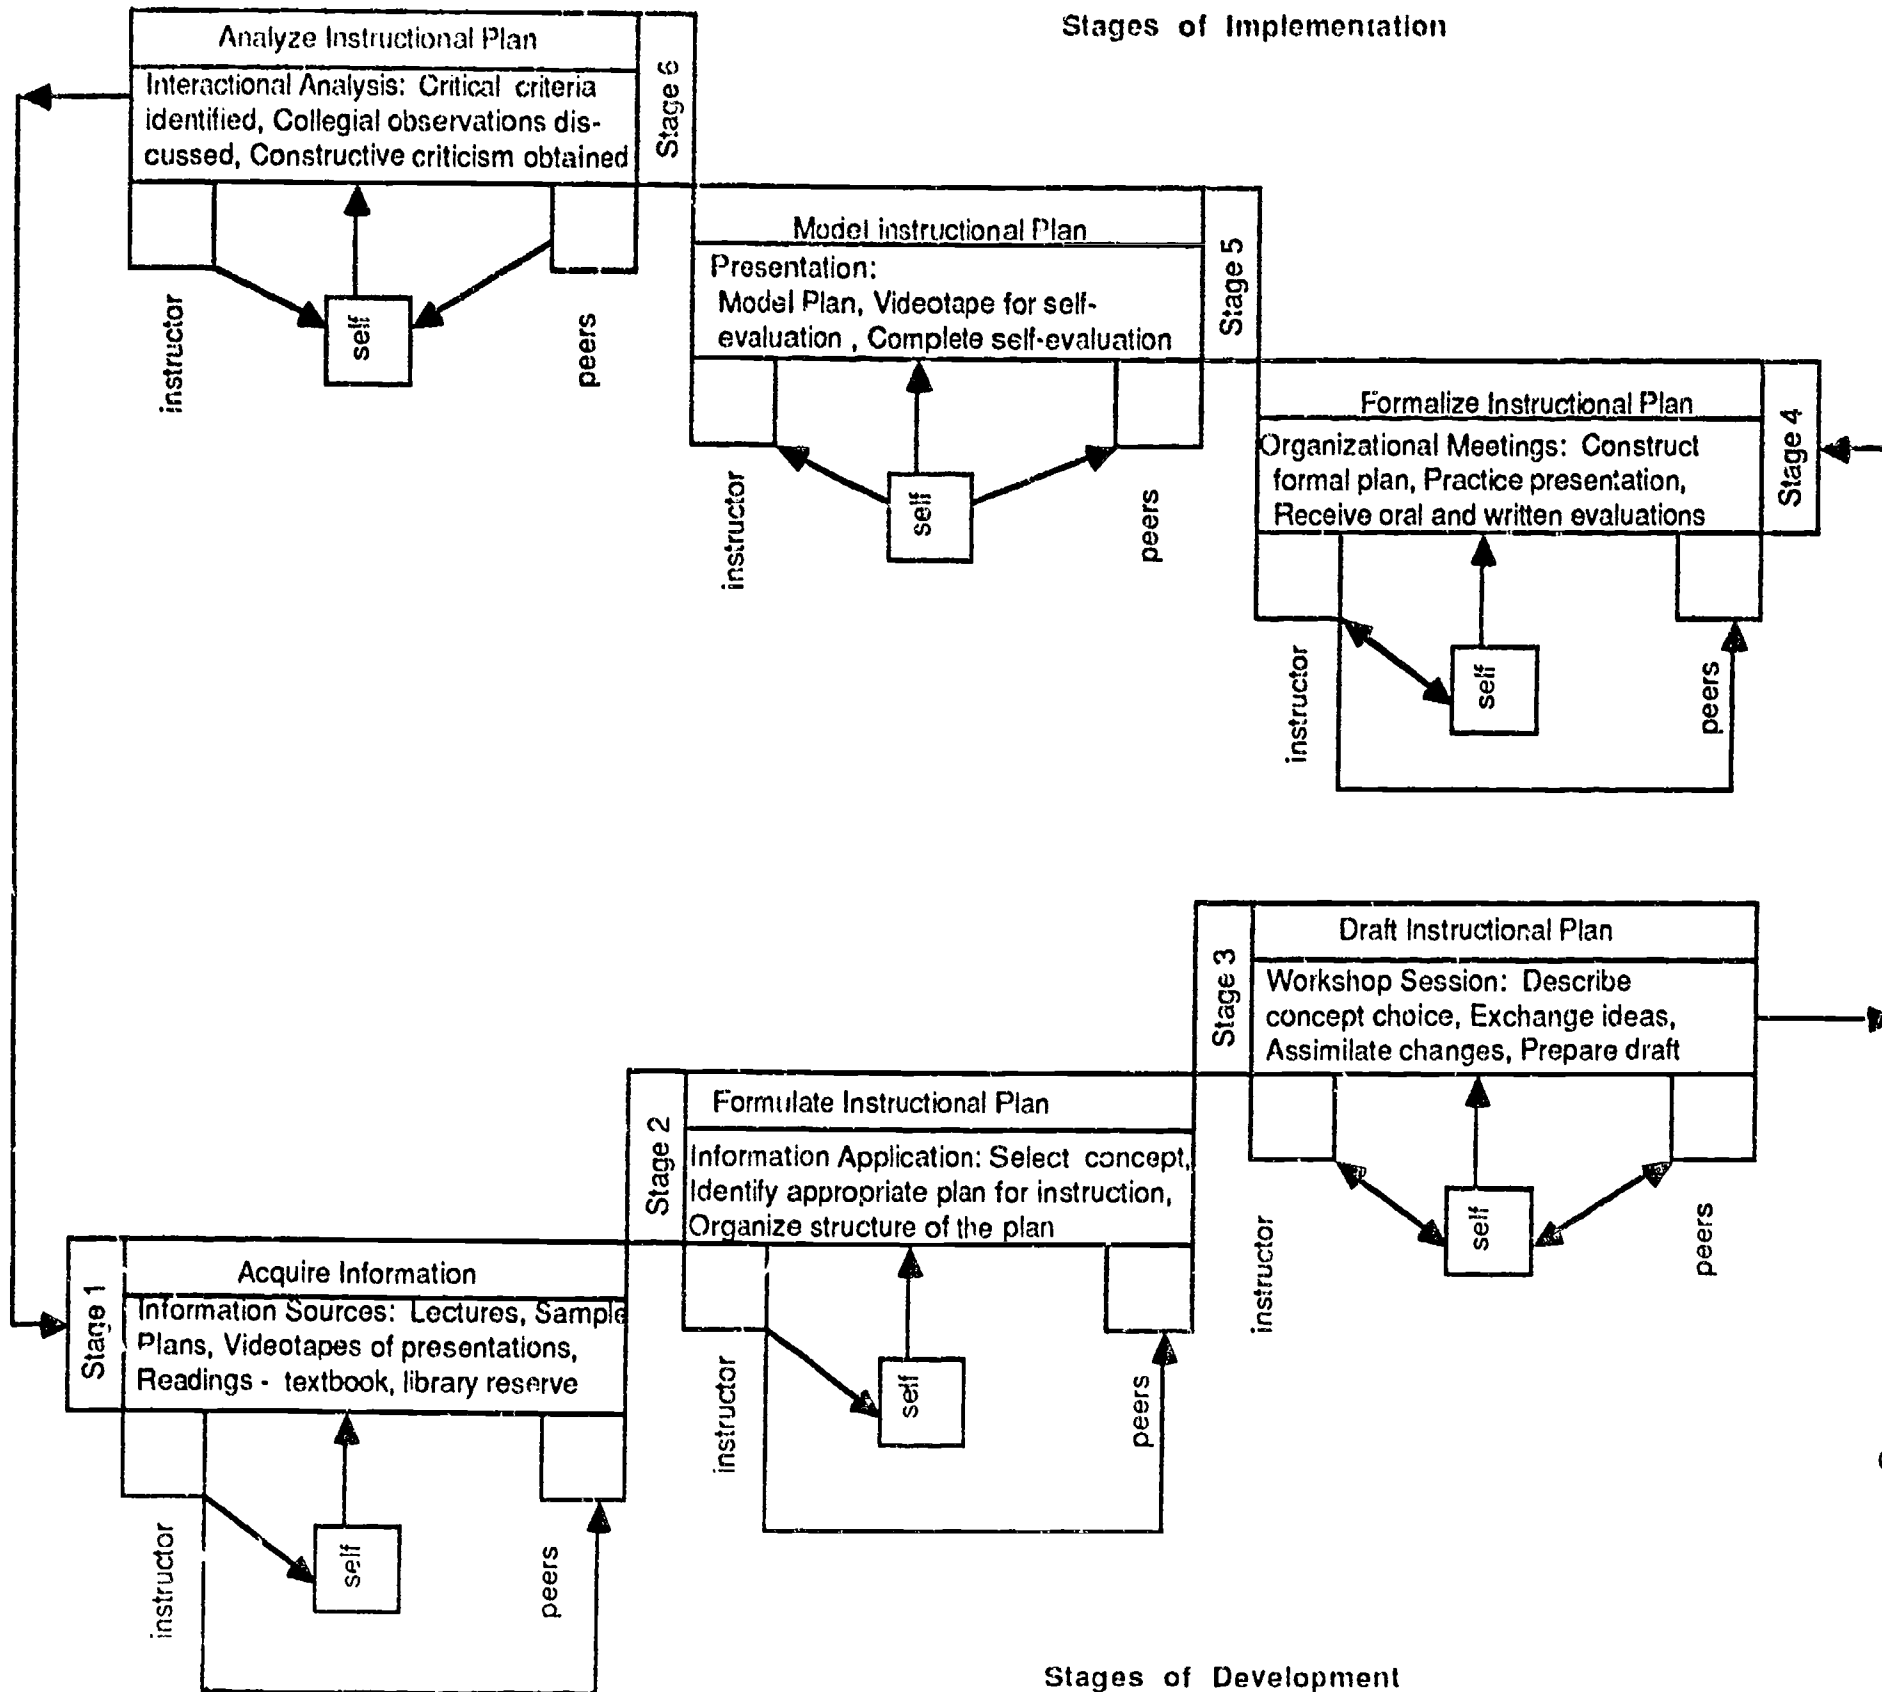 Stages of Implementation
Analyze Instructional Plan
Interactional Analysis: Critical criteria
identified, Collegial observations dis-
cussed, Constructive criticism obtained
Stage 6
instructor
self
peers
Model Instructional Plan
Presentation:
Model Plan, Videotape for self-
evaluation , Complete self-evaluation
Stage 5
instructor
self
peers
Formalize Instructional Plan
Organizational Meetings: Construct
formal plan, Practice presentation,
Receive oral and written evaluations
Stage 4
instructor
self
peers
Stage 3
Draft Instructional Plan
Workshop Session: Describe
concept choice, Exchange ideas,
Assimilate changes, Prepare draft
instructor
self
peers
Stage 2
Formulate Instructional Plan
Information Application: Select concept,
Identify appropriate plan for instruction,
Organize structure of the plan
instructor
self
peers
Stage 1
Acquire Information
Information Sources: Lectures, Sample
Plans, Videotapes of presentations,
Readings - textbook, library reserve
instructor
self
peers
Stages of Development